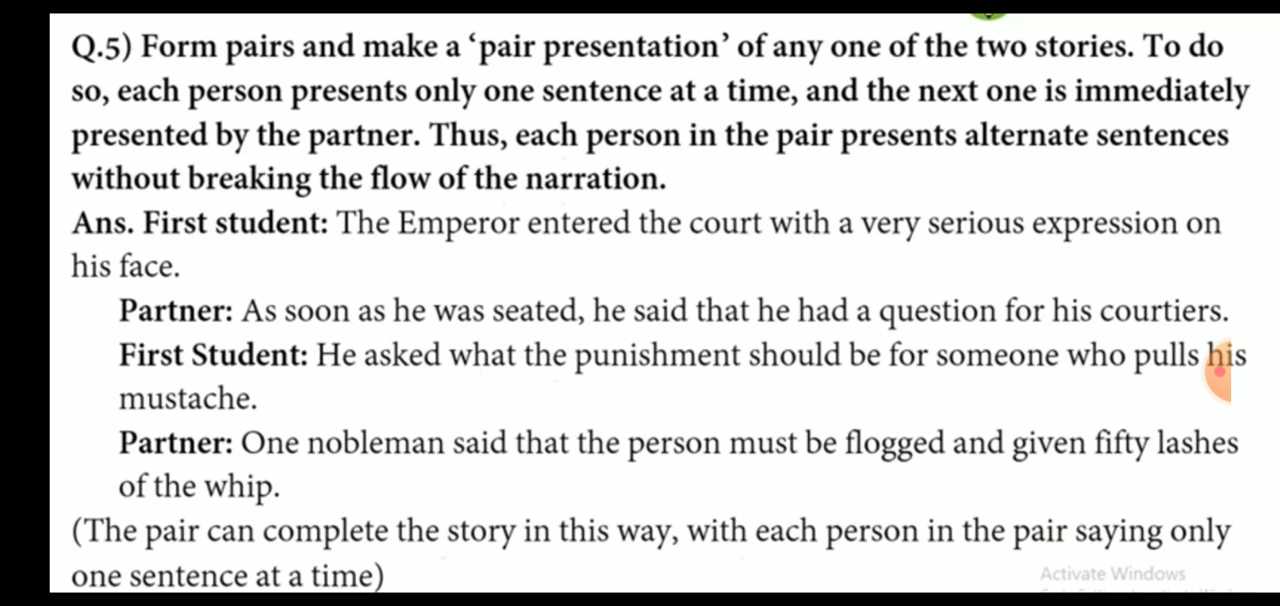 Q.5) Form pairs and make a ‘pair presentation’ of any one of the two stories. To do
so, each person presents only one sentence at a time, and the next one is immediately
presented by the partner. Thus, each person in the pair presents alternate sentences
without breaking the flow of the narration.
Ans. First student: The Emperor entered the court with a very serious expression on
his face.
Partner: As soon as he was seated, he said that he had a question for his courtiers.
First Student: He asked what the punishment should be for someone who pulls his
mustache.
Partner: One nobleman said that the person must be flogged and given fifty lashes
of the whip.
(The pair can complete the story in this way, with each person in the pair saying only
one sentence at a time)
Activate Windows